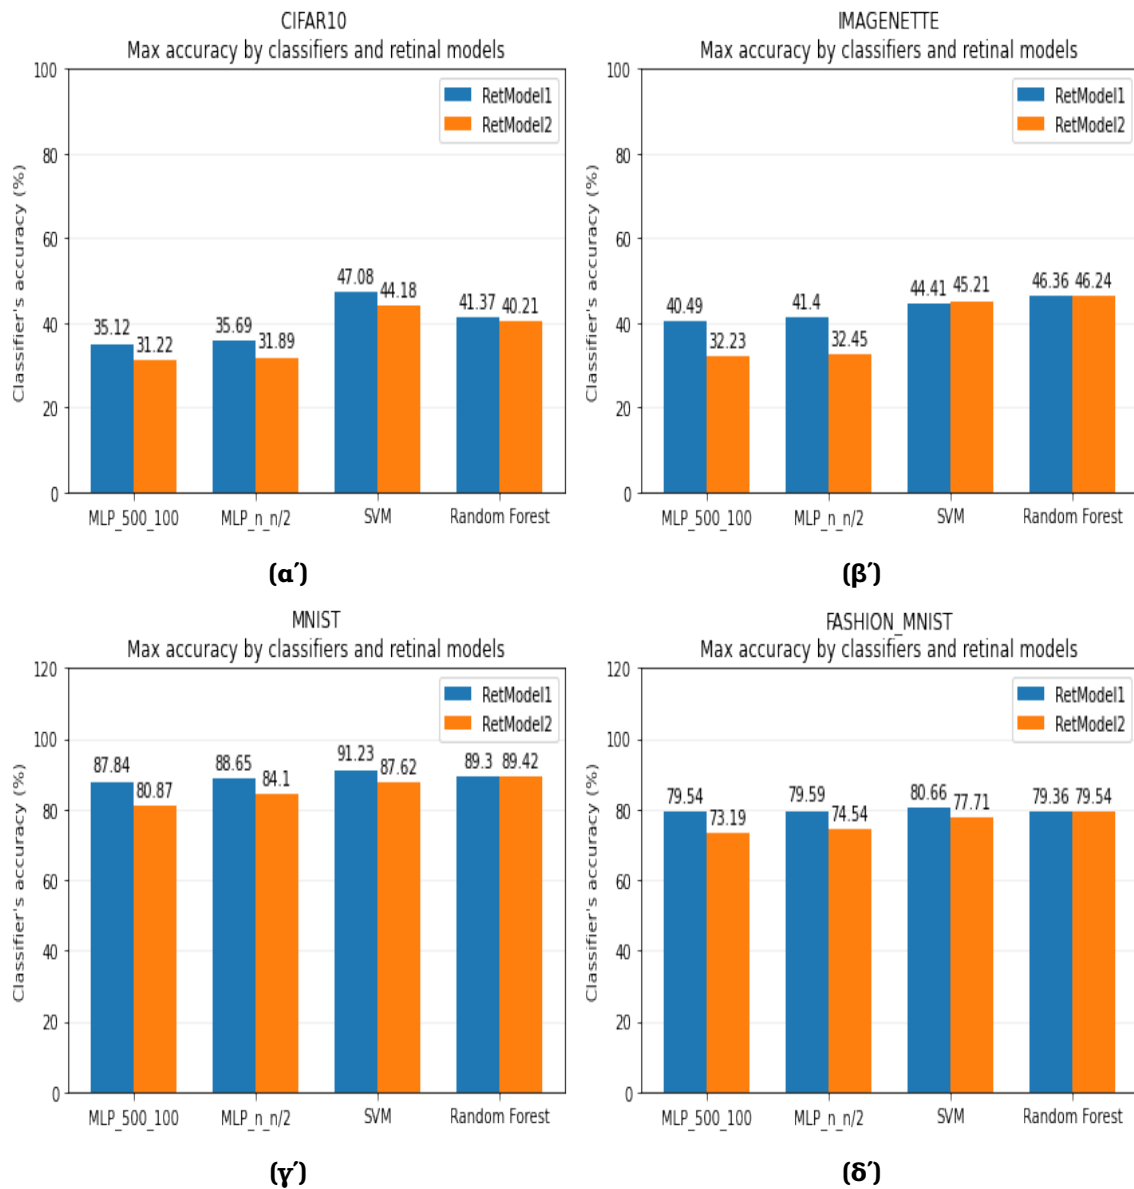 CIFAR10
Max accuracy by classifiers and retinal models
Classifier's accuracy (%)
100
80
60
40
20
0
RetModel1
RetModel2
35.12
31.22
35.69
31.89
47.08
44.18
41.37
40.21
MLP_500_100
MLP_n_n/2
SVM
Random Forest
(α΄)
IMAGENETTE
Max accuracy by classifiers and retinal models
Classifier's accuracy (%)
100
80
60
40
20
0
RetModel1
RetModel2
40.49
32.23
41.4
32.45
44.41
45.21
46.36
46.24
MLP_500_100
MLP_n_n/2
SVM
Random Forest
(β΄)
MNIST
Max accuracy by classifiers and retinal models
Classifier's accuracy (%)
120
100
80
60
40
20
0
RetModel1
RetModel2
87.84
80.87
88.65
84.1
91.23
87.62
89.3
89.42
MLP_500_100
MLP_n_n/2
SVM
Random Forest
(γ΄)
FASHION_MNIST
Max accuracy by classifiers and retinal models
Classifier's accuracy (%)
120
100
80
60
40
20
0
RetModel1
RetModel2
79.54
73.19
79.59
74.54
80.66
77.71
79.36
79.54
MLP_500_100
MLP_n_n/2
SVM
Random Forest
(δ΄)